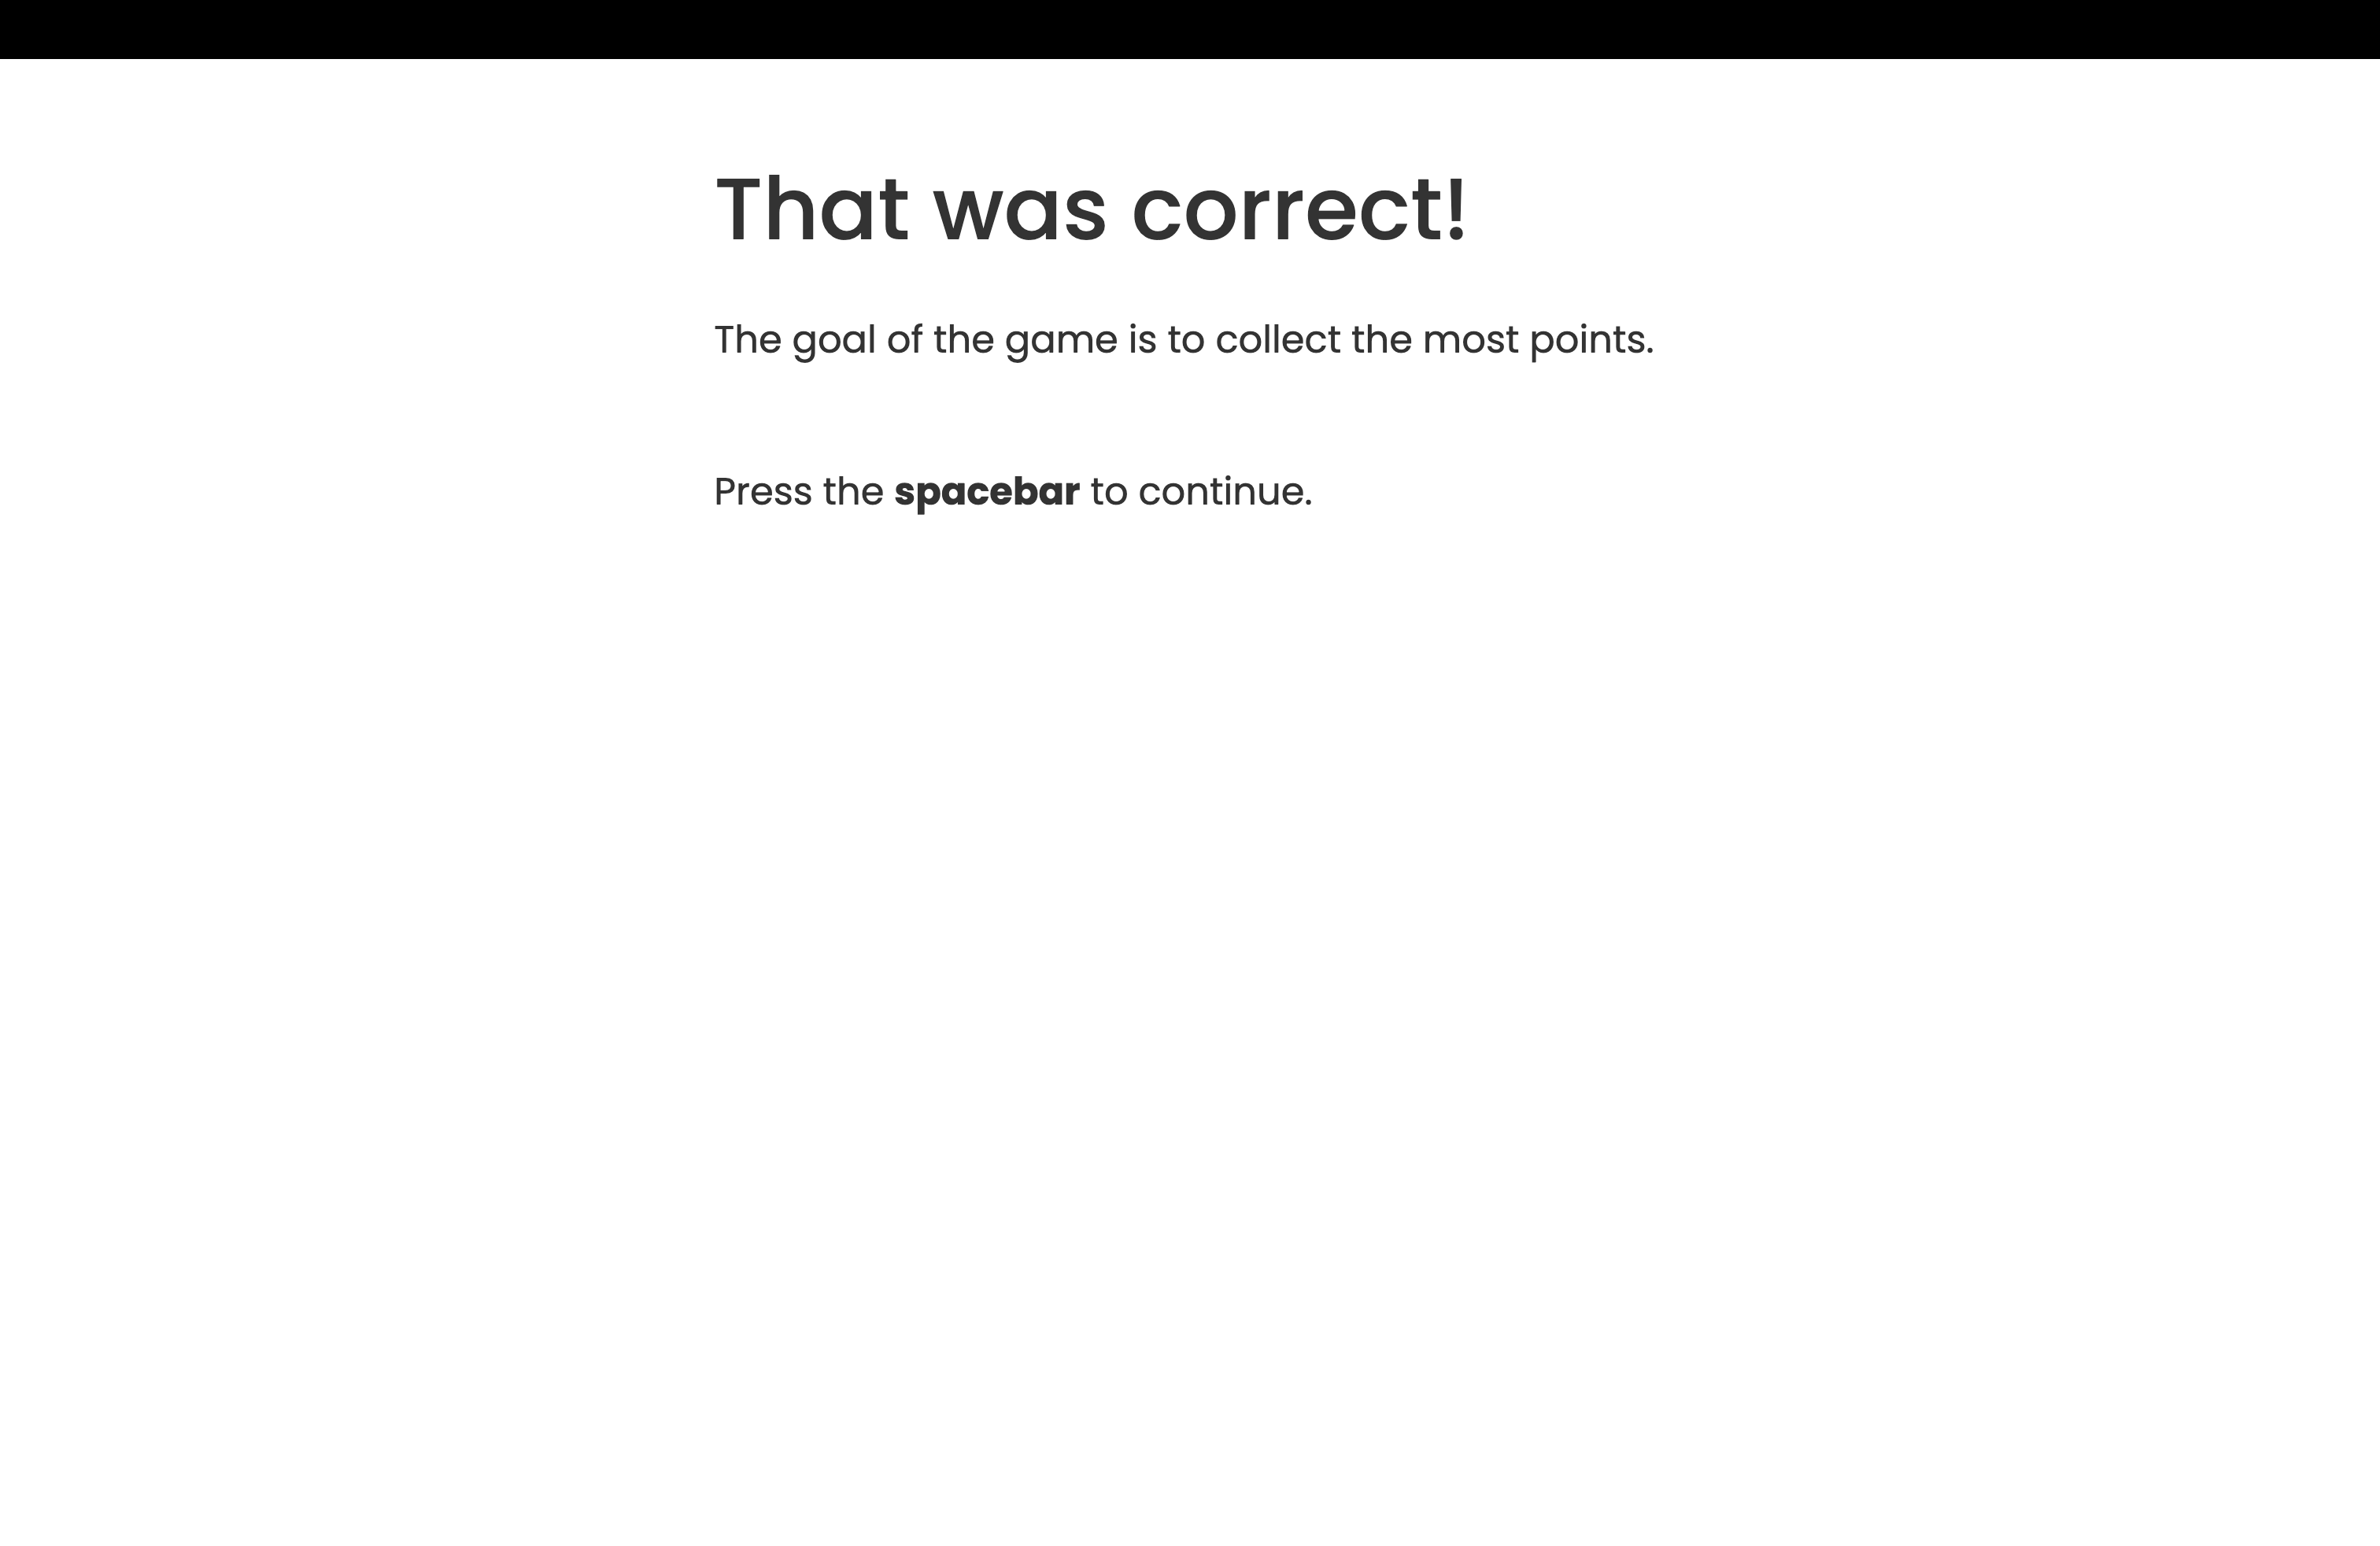 That was correct!
The goal of the game is to collect the most points.
Press the spacebar to continue.